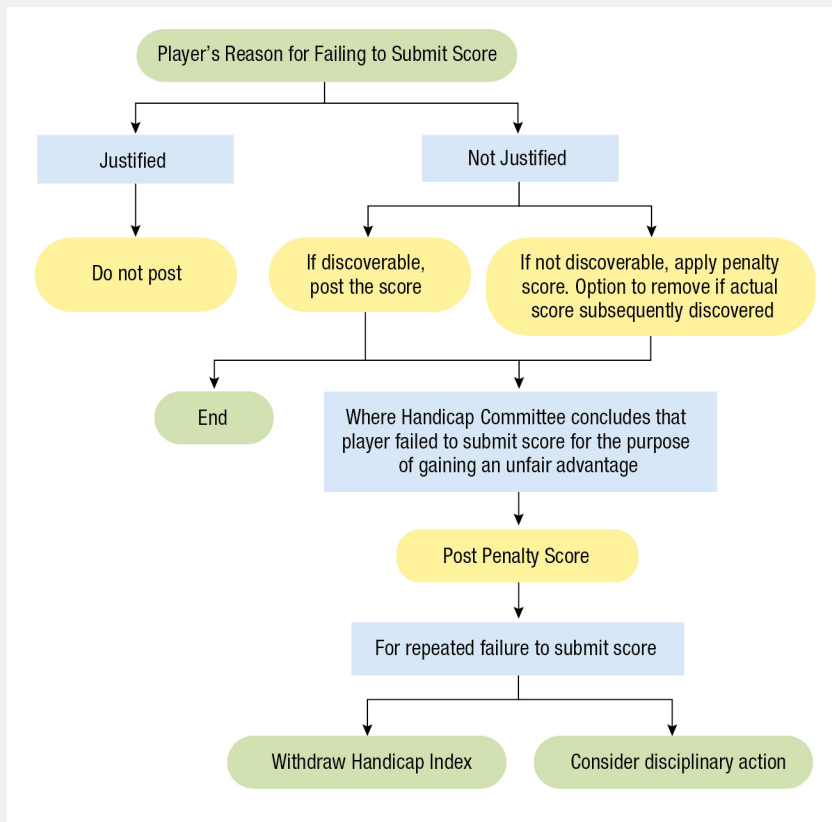 Player’s Reason for Failing to Submit Score
Justified
Not Justified
Do not post
If discoverable,
post the score
If not discoverable, apply penalty
score. Option to remove if actual
score subsequently discovered
End
Where Handicap Committee concludes that
player failed to submit score for the purpose
of gaining an unfair advantage
Post Penalty Score
For repeated failure to submit score
Withdraw Handicap Index
Consider disciplinary action